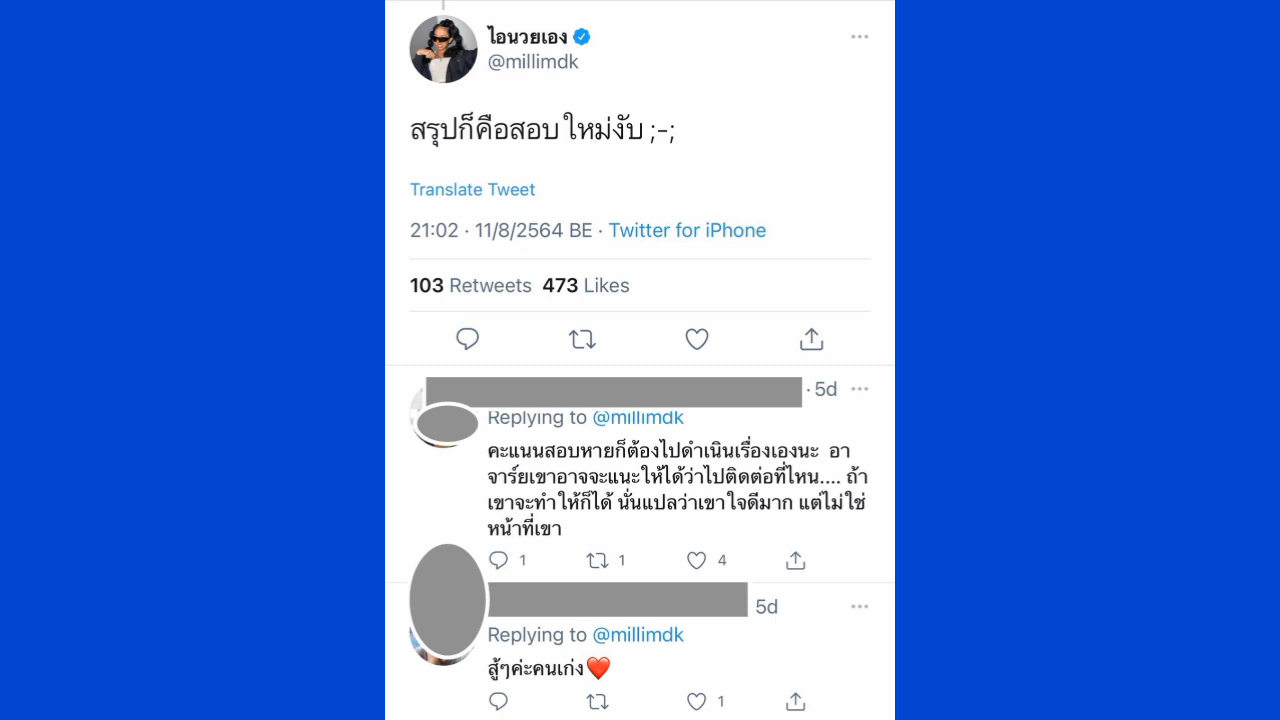 ไอนวยเอง
@millimdk
สรุปก็คือสอบใหม่งับ ;-;
Translate Tweet
21:02 · 11/8/2564 BE · Twitter for iPhone
103 Retweets 473 Likes
· 5d
Replying to @millimdk
คะแนนสอบหายก็ต้องไปดำเนินเรื่องเองนะ อา
จาร์ยเขาอาจจะแนะให้ได้ว่าไปติดต่อที่ไหน.... ถ้า
เขาจะทำให้ก็ได้ นั่นแปลว่าเขาใจดีมาก แต่ไม่ใช่
หน้าที่เขา
1 1 4
5d
Replying to @millimdk
สู้ๆค่ะคนเก่ง❤️
1